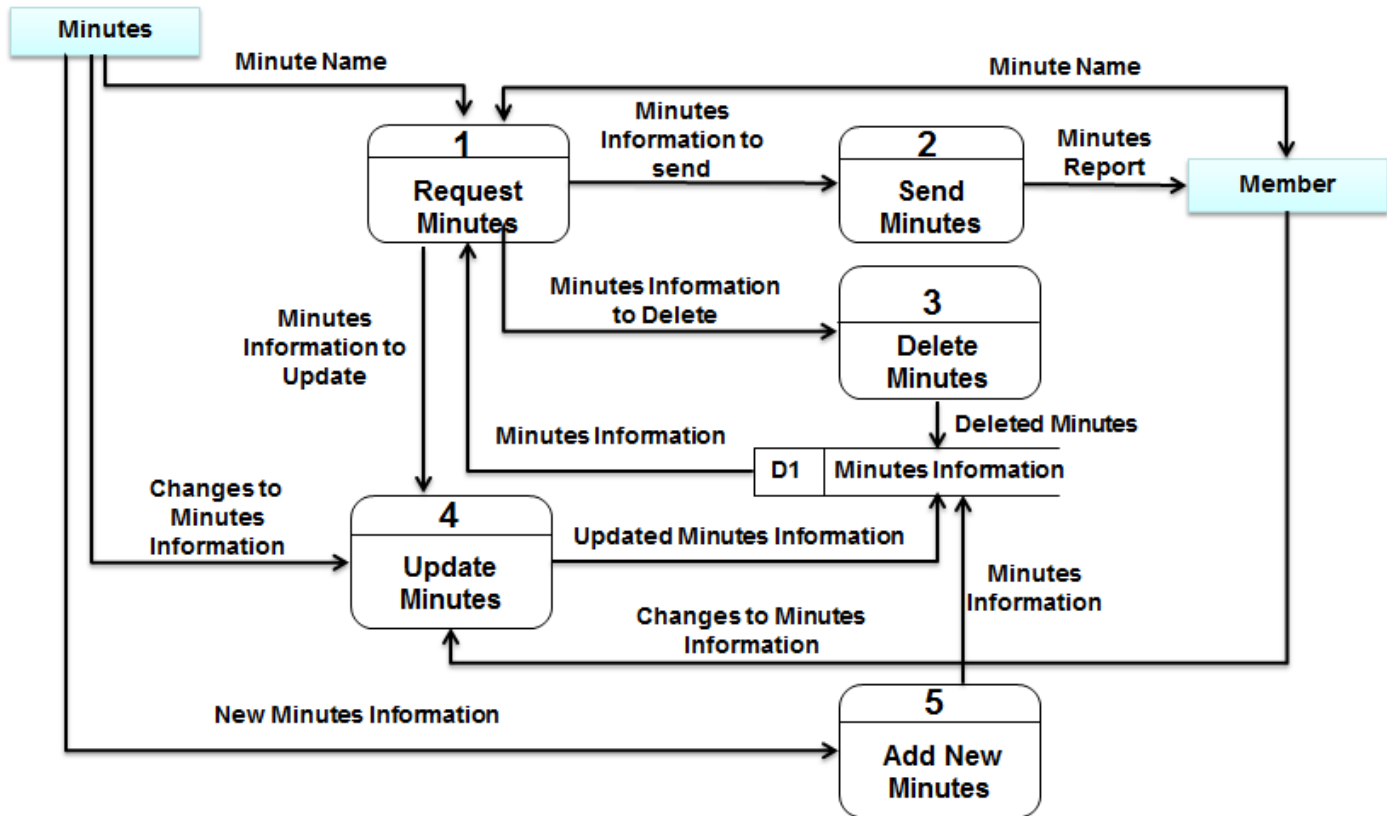 Minutes
Minute Name
Minute Name
Minutes
Information to
send
Minutes
Report
1
Request
Minutes
2
Send
Minutes
Member
Minutes Information
to Delete
3
Delete
Minutes
Minutes
Information to
Update
Deleted Minutes
Minutes Information
D1
Minutes Information
Changes to
Minutes
Information
4
Update
Minutes
Updated Minutes Information
Minutes
Information
Changes to Minutes
Information
New Minutes Information
5
Add New
Minutes